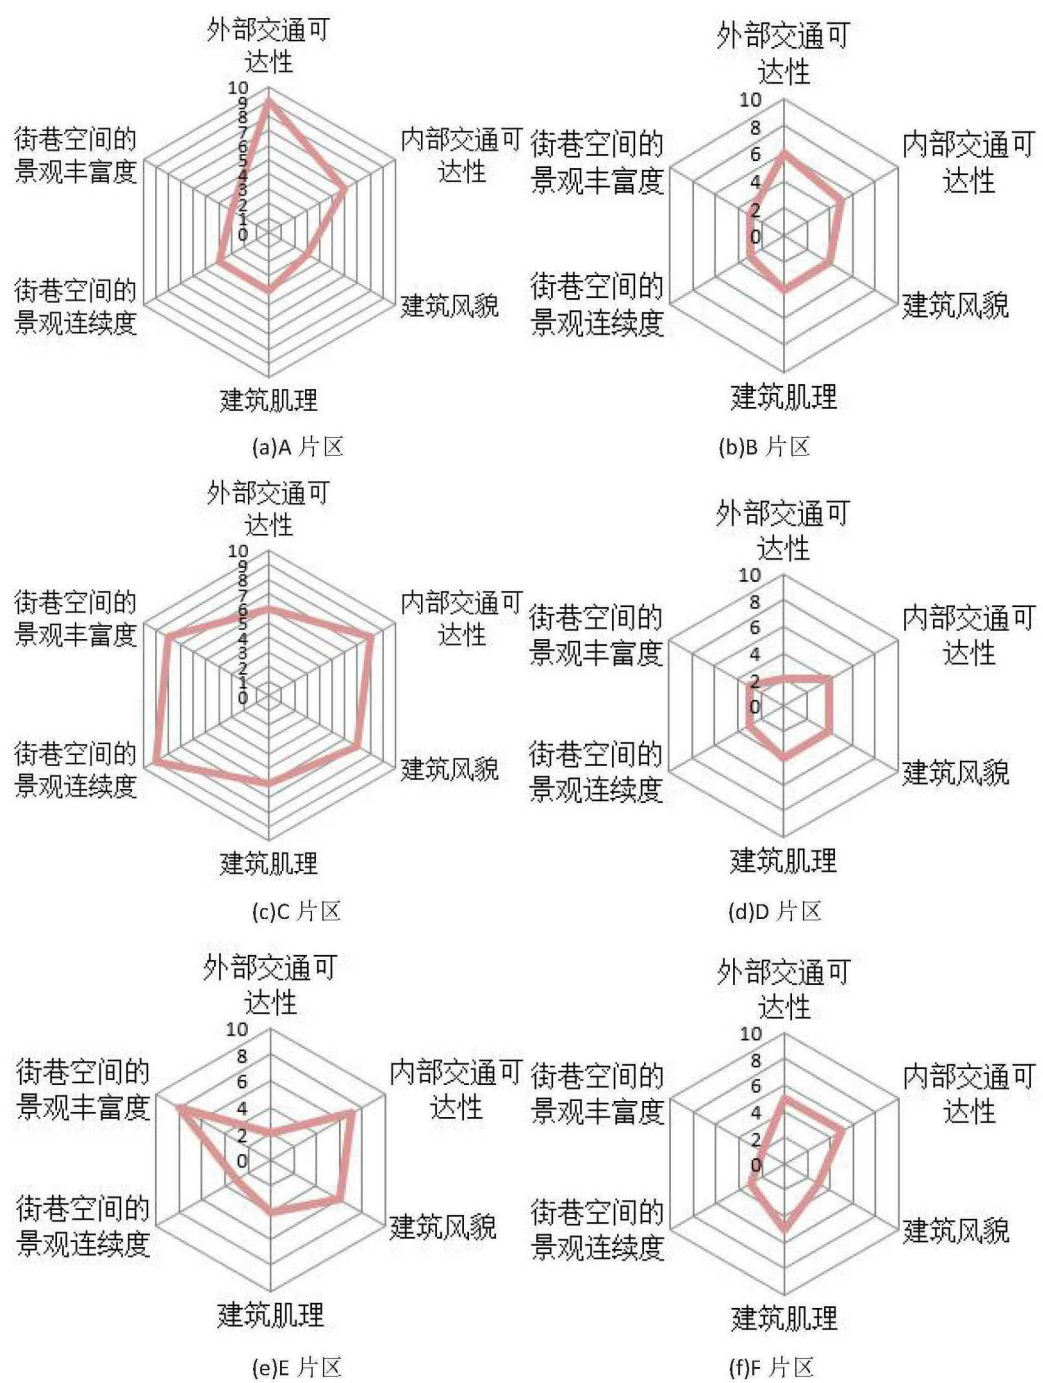 外部交通可
达性
10
9
8
7
6
5
4
3
2
1
0
内部交通可
达性
建筑风貌
建筑肌理
街巷空间的
景观连续度
街巷空间的
景观丰富度
(a)A 片区
外部交通可
达性
10
8
6
4
2
0
内部交通可
达性
建筑风貌
建筑肌理
街巷空间的
景观连续度
街巷空间的
景观丰富度
(b)B 片区
外部交通可
达性
10
9
8
7
6
5
4
3
2
1
0
内部交通可
达性
建筑风貌
建筑肌理
街巷空间的
景观连续度
街巷空间的
景观丰富度
(c)C 片区
外部交通可
达性
10
8
6
4
2
0
内部交通可
达性
建筑风貌
建筑肌理
街巷空间的
景观连续度
街巷空间的
景观丰富度
(d)D 片区
外部交通可
达性
10
8
6
4
2
0
内部交通可
达性
建筑风貌
建筑肌理
街巷空间的
景观连续度
街巷空间的
景观丰富度
(e)E 片区
外部交通可
达性
10
8
6
4
2
0
内部交通可
达性
建筑风貌
建筑肌理
街巷空间的
景观连续度
街巷空间的
景观丰富度
(f)F 片区